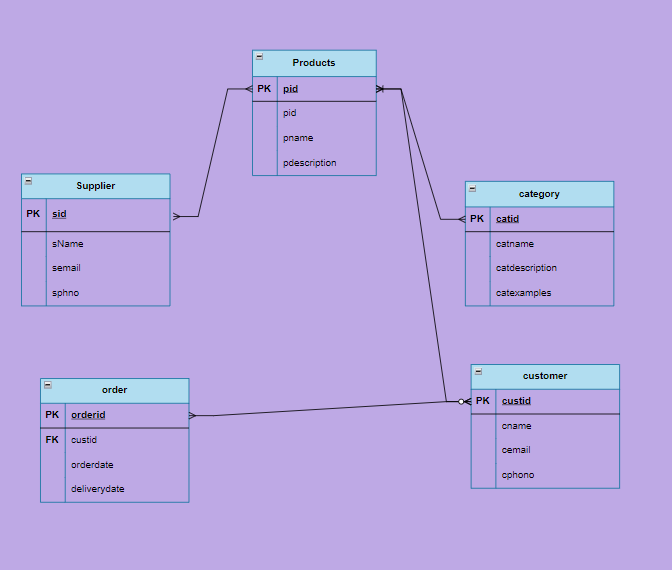 Products
PK pid
pid
pname
pdescription
Supplier
PK sid
sName
semail
sphno
category
PK catid
catname
catdescription
catexamples
order
PK orderid
FK custid
orderdate
deliverydate
customer
PK custid
cname
cemail
cphono